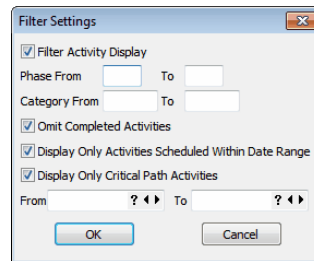 Filter Settings
Filter Activity Display
Phase From To
Category From To
Omit Completed Activities
Display Only Activities Scheduled Within Date Range
Display Only Critical Path Activities
From ? To ?
OK Cancel